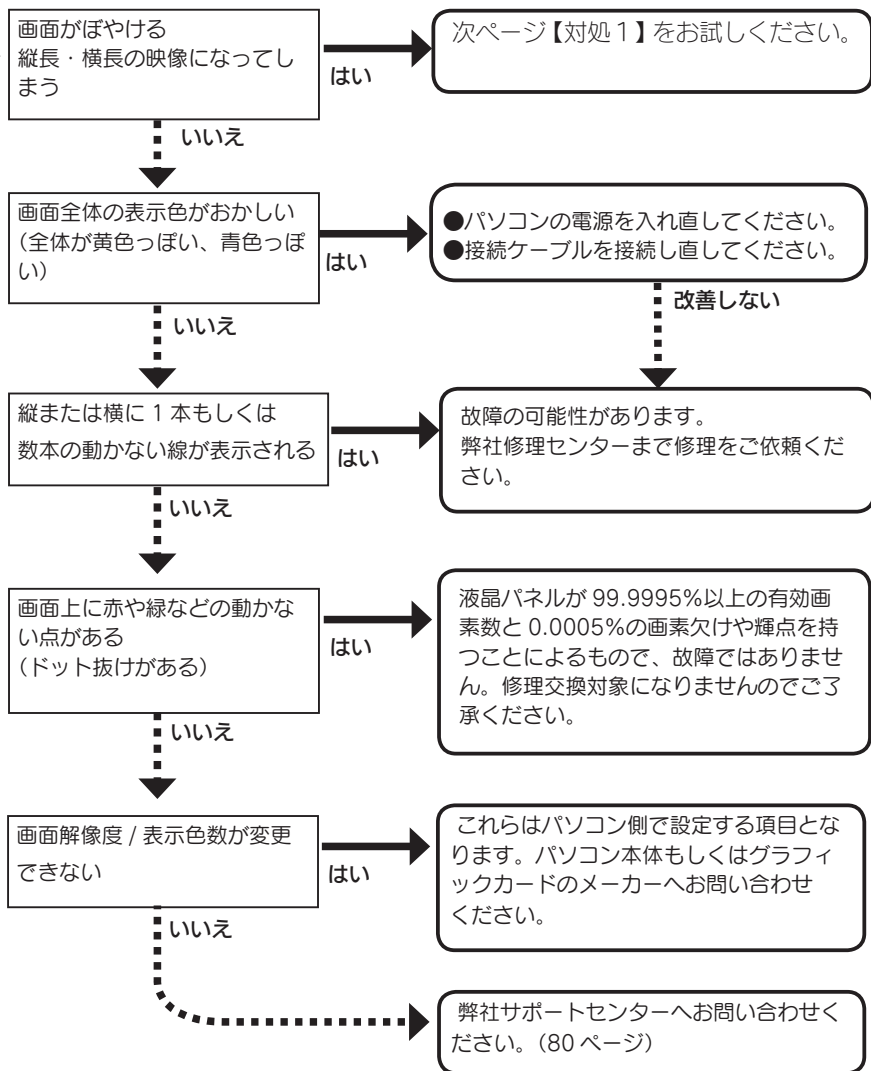 画面がぼやける
縦長・横長の映像になってし
まう
はい
次ページ【対処1】をお試しください。
いいえ
画面全体の表示色がおかしい
（全体が黄色っぽい、青色っぽ
い）
はい
●パソコンの電源を入れ直してください。
●接続ケーブルを接続し直してください。
いいえ
改善しない
縦または横に 1 本もしくは
数本の動かない線が表示される
はい
故障の可能性があります。
弊社修理センターまで修理をご依頼くだ
さい。
いいえ
画面上に赤や緑などの動かな
い点がある
（ドット抜けがある）
はい
液晶パネルが 99.9995%以上の有効画
素数と 0.0005%の画素欠けや輝点を持
つことによるもので、故障ではありませ
ん。修理交換対象になりませんのでご了
承ください。
いいえ
画面解像度 / 表示色数が変更
できない
はい
これらはパソコン側で設定する項目とな
ります。パソコン本体もしくはグラフィ
ックカードのメーカーへお問い合わせ
ください。
いいえ
弊社サポートセンターへお問い合わせく
ださい。（80 ページ）